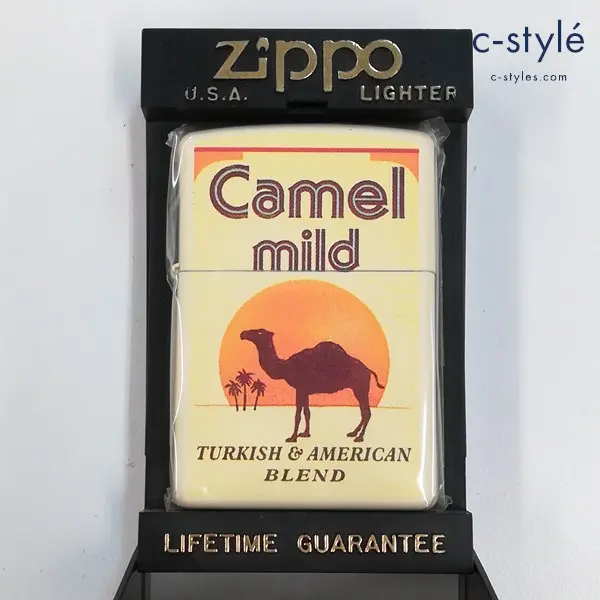 c-stylé
c-styles.com
zippo
U.S.A. LIGHTER
Camel
mild
TURKISH & AMERICAN
BLEND
LIFETIME GUARANTEE